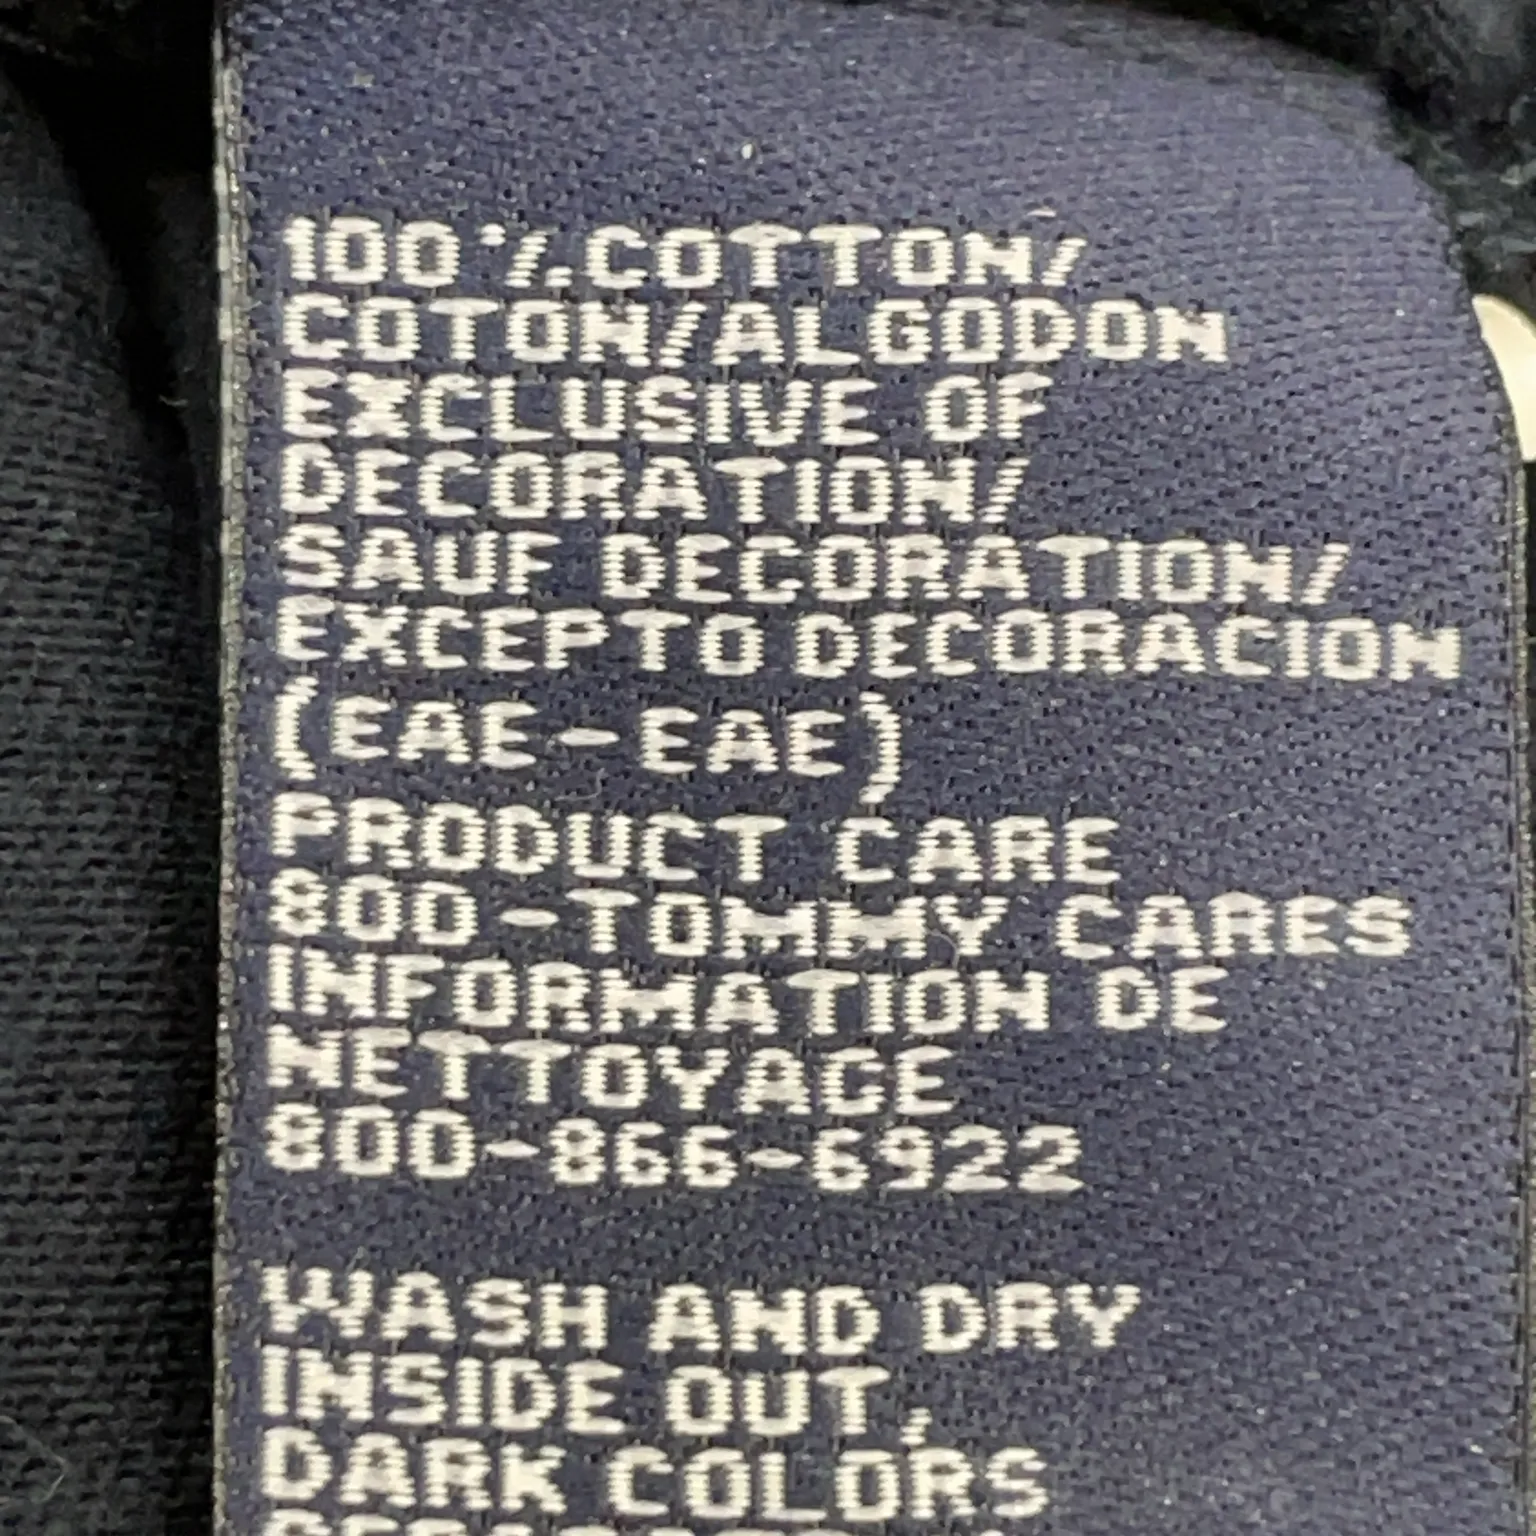 100%COTTON/
COTON/ALGODON
EXCLUSIVE OF
DECORATION/
SAUF DECORATION/
EXCEPTO DECORACION
(EAE-EAE)
PRODUCT CARE
800-TOMMY CARES
INFORMATION DE
NETTOYAGE
800-866-6922
WASH AND DRY
INSIDE OUT,
DARK COLORS